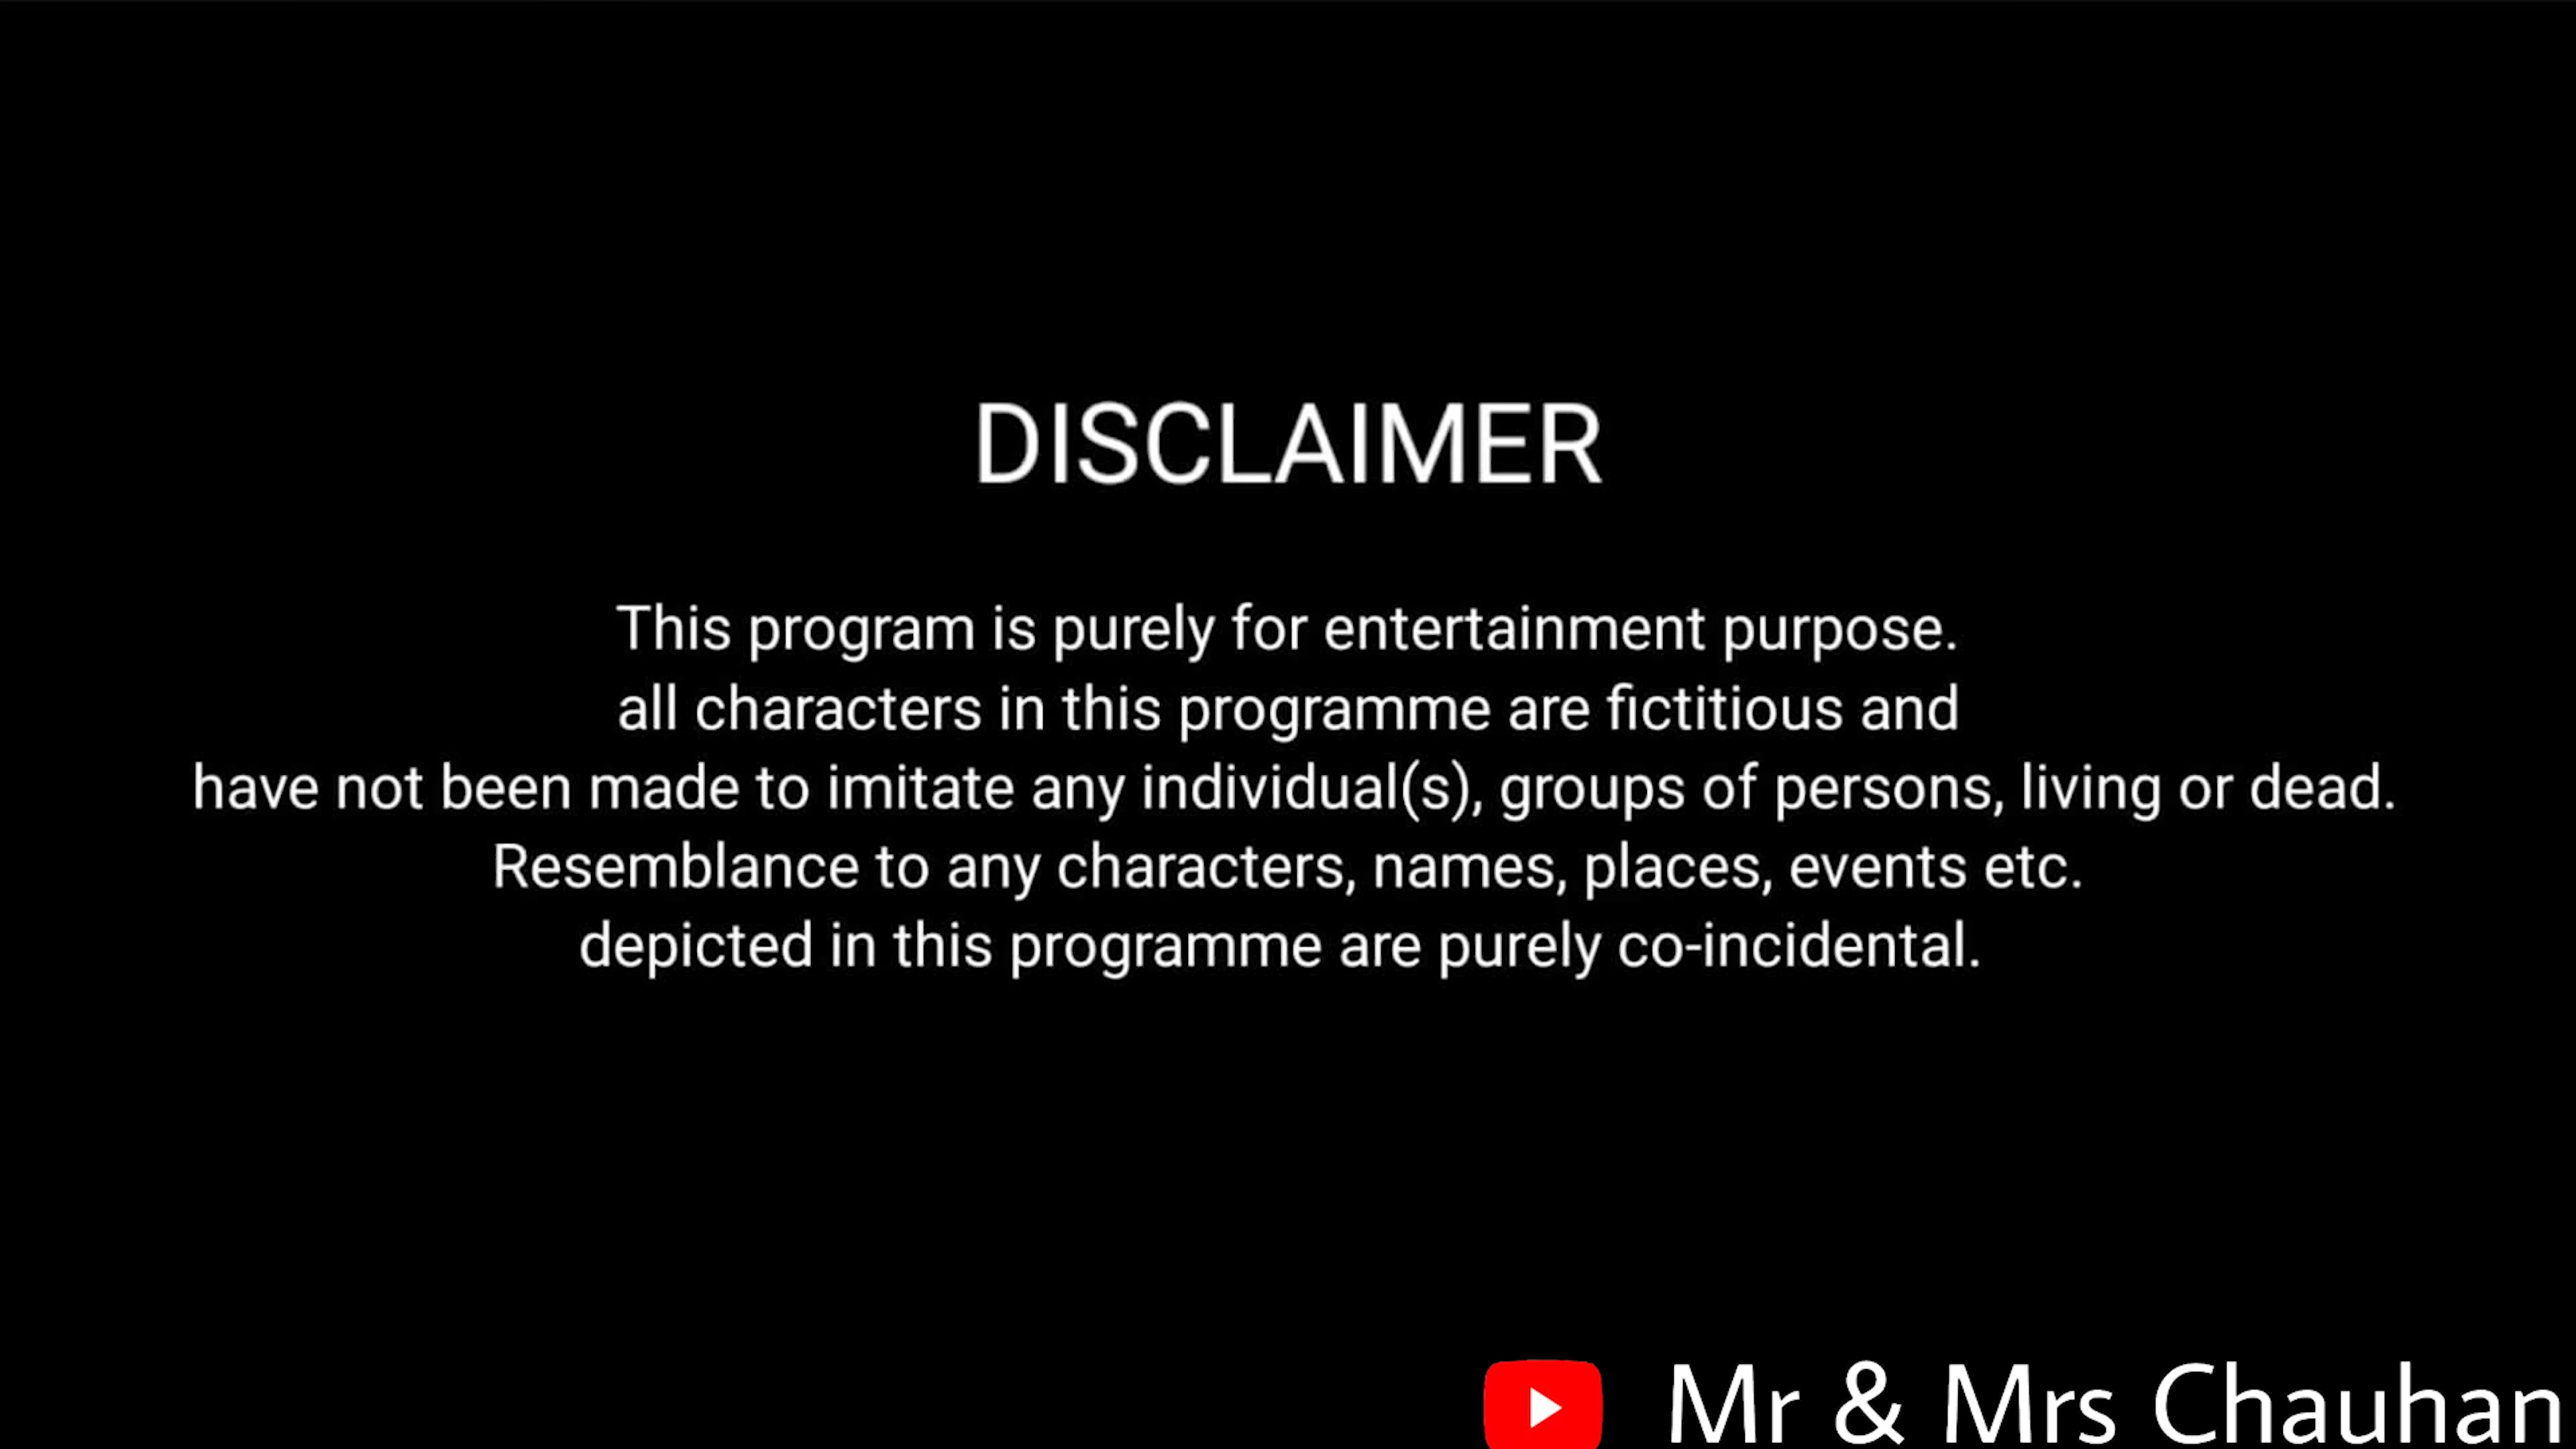 DISCLAIMER
This program is purely for entertainment purpose.
all characters in this programme are fictitious and
have not been made to imitate any individual(s), groups of persons, living or dead.
Resemblance to any characters, names, places, events etc.
depicted in this programme are purely co-incidental.
Mr & Mrs Chauhan